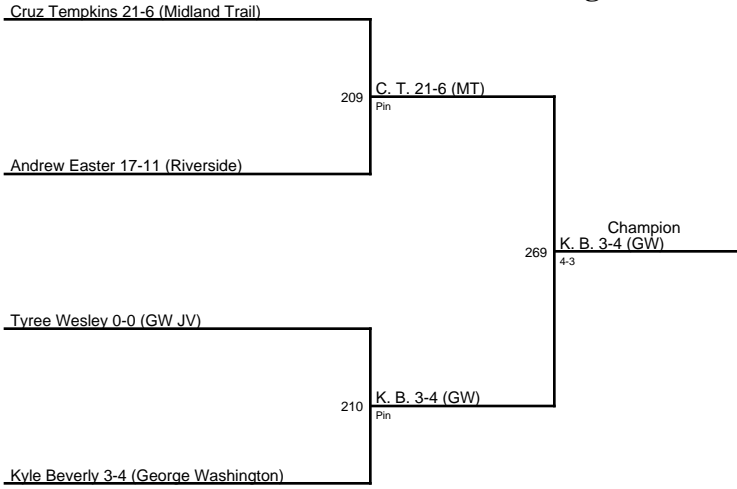 Cruz Tempkins 21-6 (Midland Trail)
209
C. T. 21-6 (MT)
Pin
Andrew Easter 17-11 (Riverside)
Champion
269
K. B. 3-4 (GW)
4-3
Tyree Wesley 0-0 (GW JV)
210
K. B. 3-4 (GW)
Pin
Kyle Beverly 3-4 (George Washington)